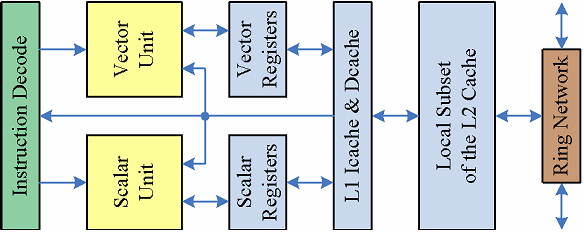 Instruction Decode
Vector
Unit
Scalar
Unit
Vector
Registers
Scalar
Registers
L1 Icache & Dcache
Local Subset
of the L2 Cache
Ring Network